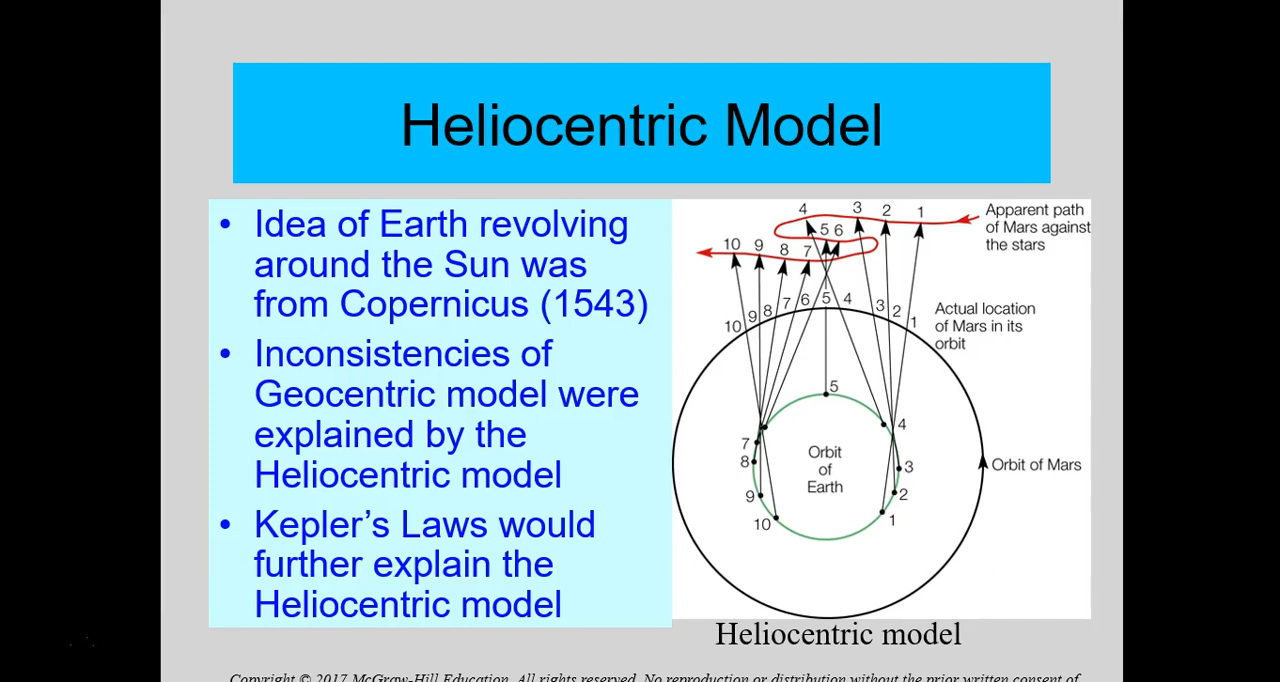 Heliocentric Model
• Idea of Earth revolving
around the Sun was
from Copernicus (1543)
• Inconsistencies of
Geocentric model were
explained by the
Heliocentric model
• Kepler’s Laws would
further explain the
Heliocentric model
4 3 2 1
5 6
10 9 8 7
Apparent path
of Mars against
the stars
10 9 8 7 6 5 4 3 2 1
Actual location
of Mars in its
orbit
5
4
7
8
3
9
2
10
1
Orbit
of
Earth
Orbit of Mars
Heliocentric model
Copyright © 2017 McGraw-Hill Education. All rights reserved. No reproduction or distribution without the prior written consent of